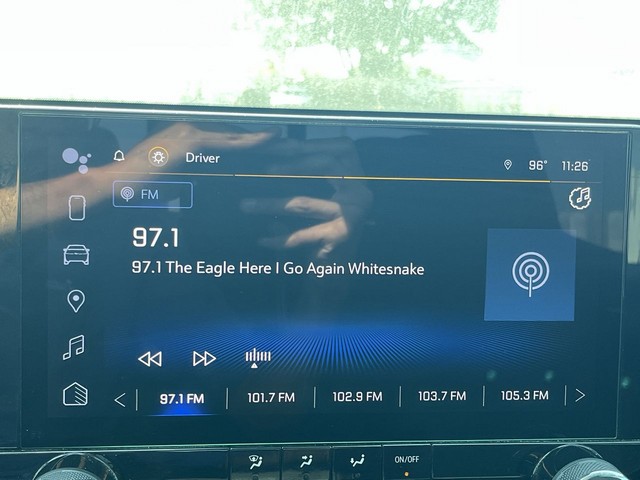 Driver
96° 11:26
FM
97.1
97.1 The Eagle Here I Go Again Whitesnake
97.1 FM 101.7 FM 102.9 FM 103.7 FM 105.3 FM
ON/OFF